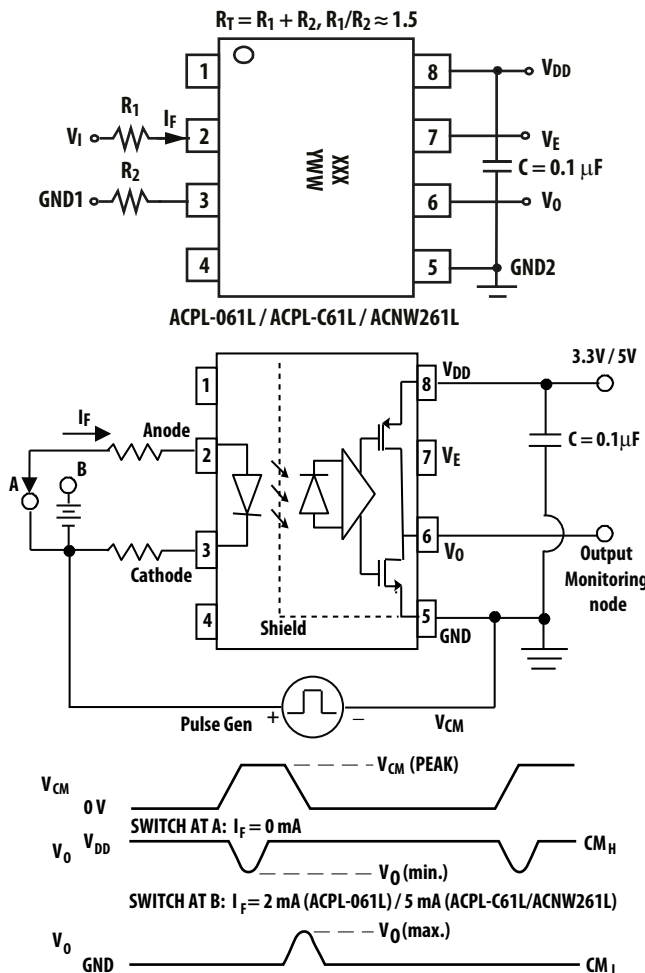 R_T = R_1 + R_2, R_1/R_2 ≈ 1.5
1
8
V_DD
R_1
I_F
V_I
2
7
V_E
XXX
YWW
C = 0.1 μF
R_2
GND1
3
6
V_O
4
5
GND2
ACPL-061L / ACPL-C61L / ACNW261L
3.3V / 5V
1
8
V_DD
I_F
Anode
2
7
V_E
C = 0.1μF
A
B
3
6
V_O
Cathode
Output
Monitoring
node
4
Shield
5
GND
Pulse Gen
+
−
V_CM
V_CM
V_CM (PEAK)
0 V
SWITCH AT A: I_F = 0 mA
V_O
V_DD
CM_H
V_O (min.)
SWITCH AT B: I_F = 2 mA (ACPL-061L) / 5 mA (ACPL-C61L/ACNW261L)
V_O
V_O (max.)
GND
CM_L